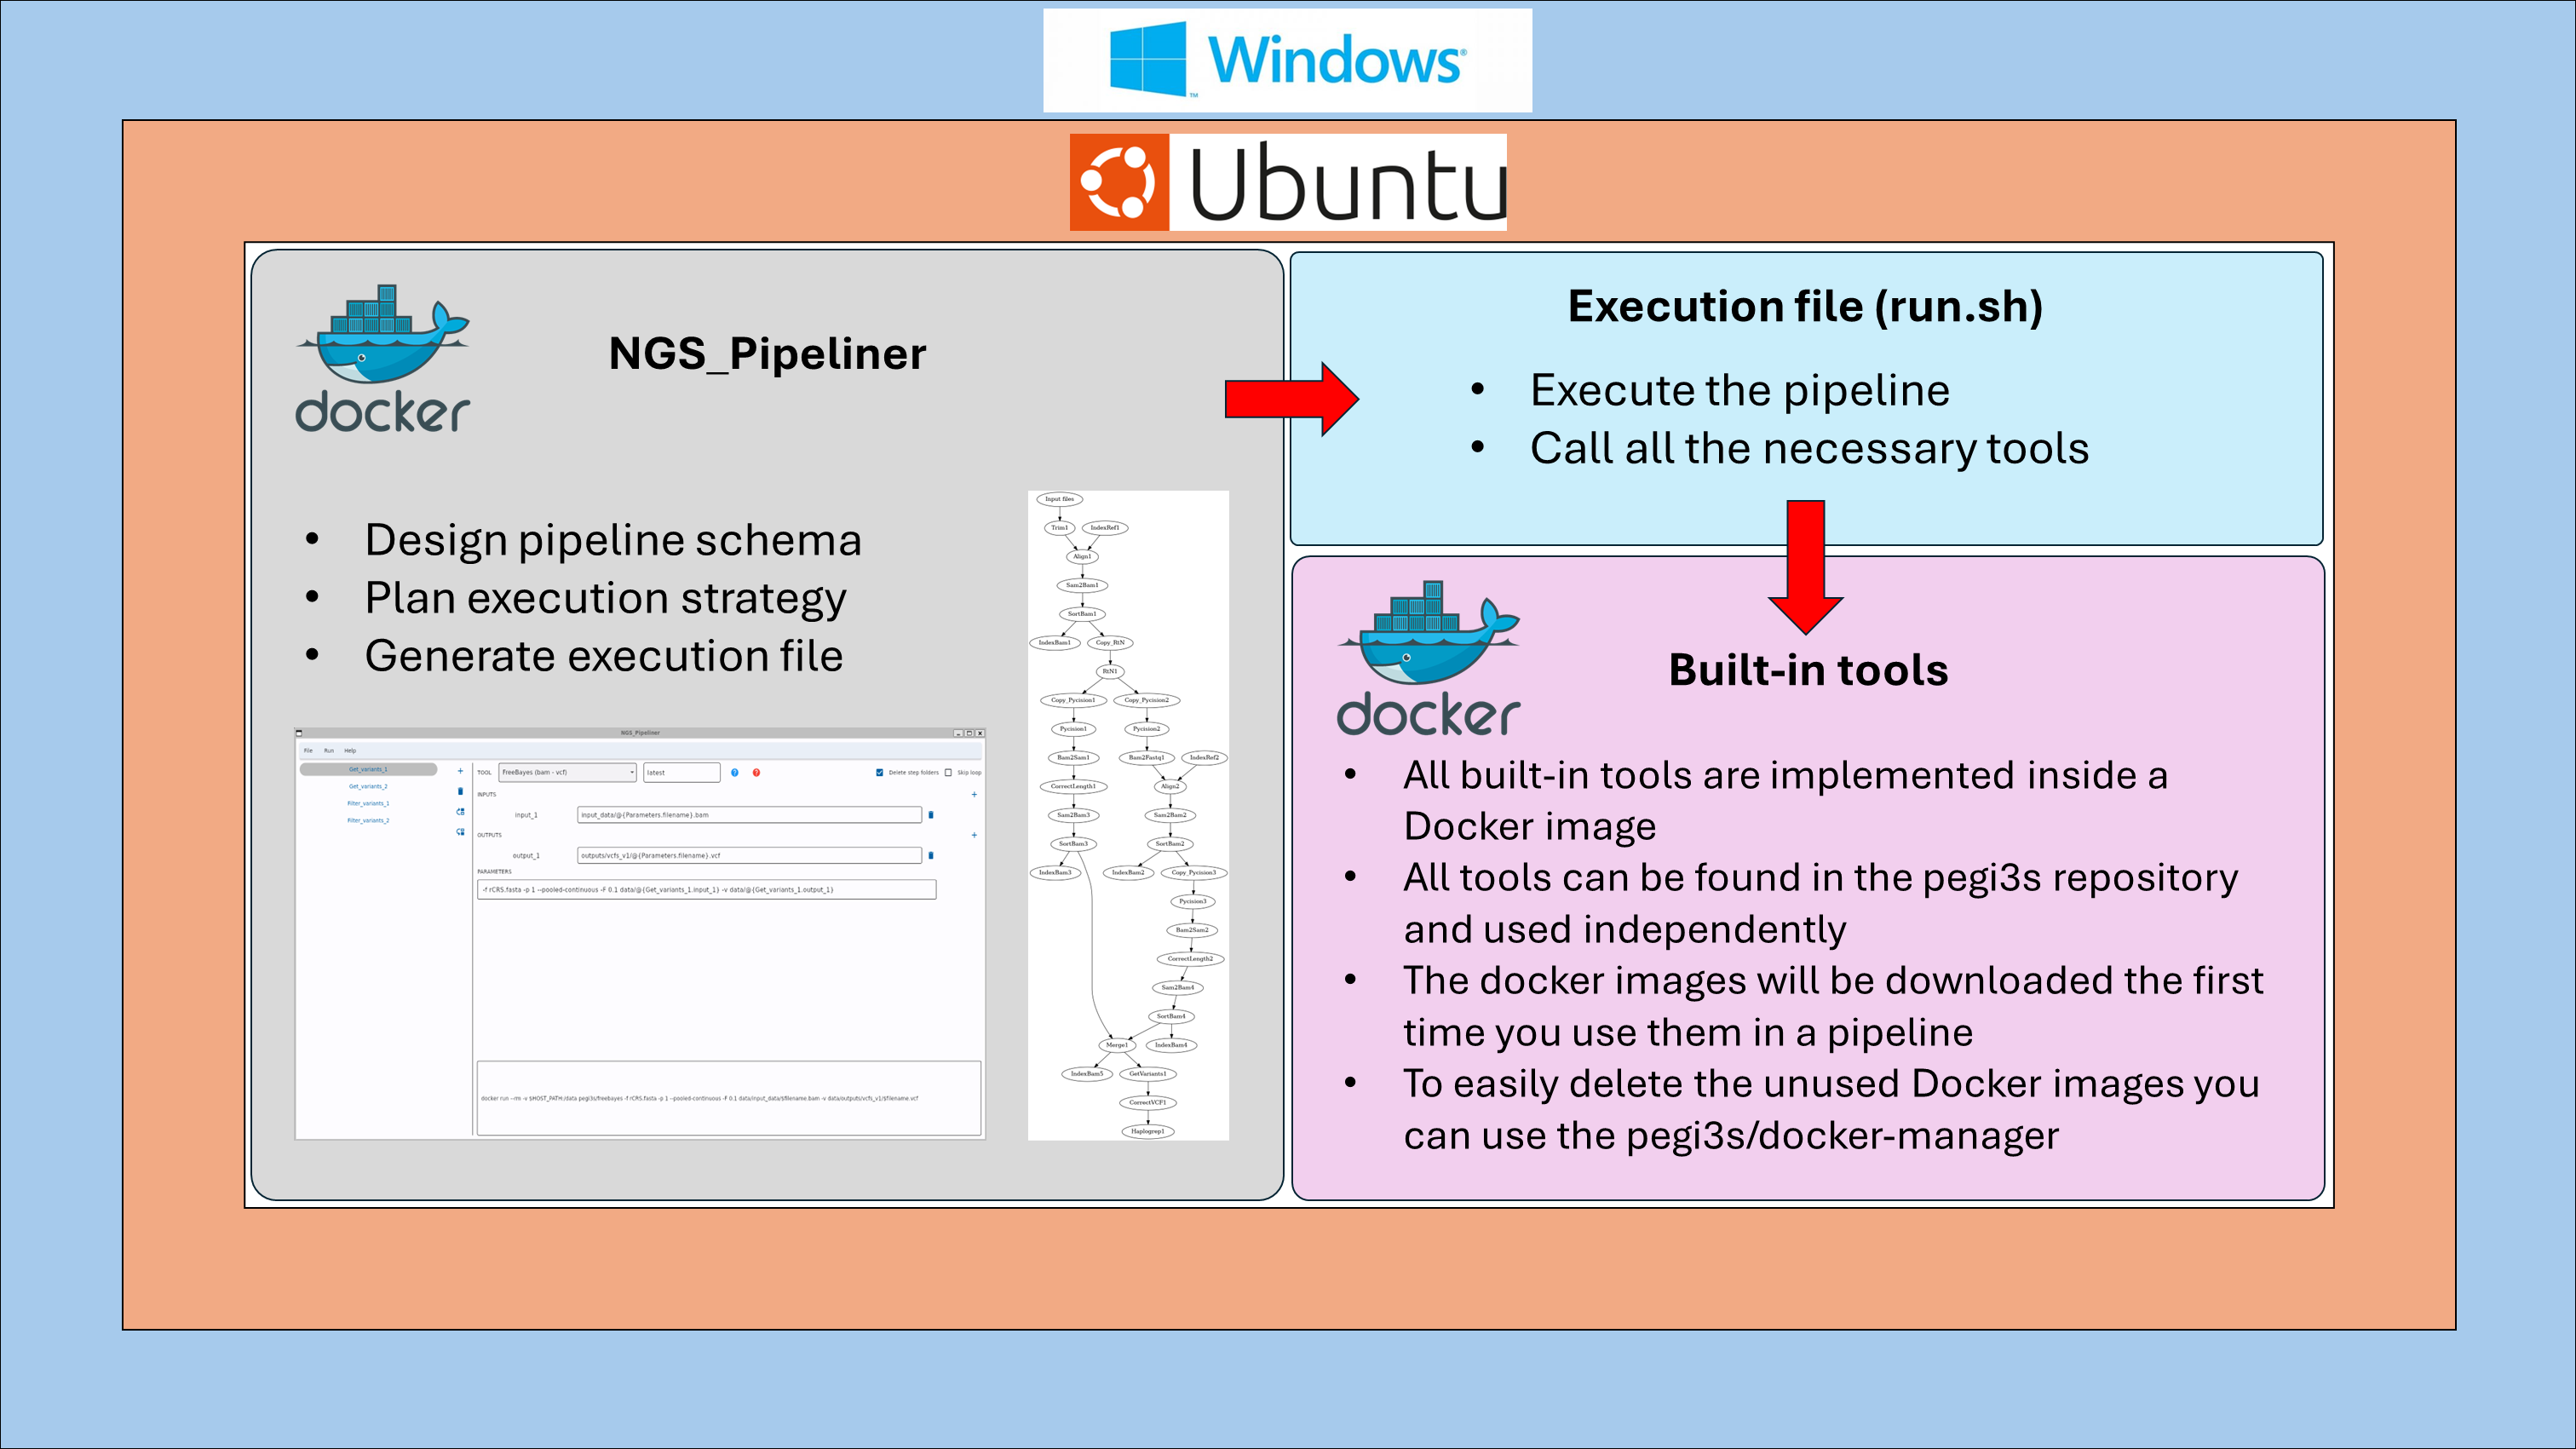 Windows®
™
Ubuntu
docker
NGS_Pipeliner
• Design pipeline schema
• Plan execution strategy
• Generate execution file
NGS_Pipeliner
File Run Help
Get_variants_1
Get_variants_2
Filter_variants_1
Filter_variants_2
TOOL FreeBayes (bam - vcf) latest Delete step folders Skip loop
INPUTS
input_1 input_data/@{Parameters.filename}.bam
OUTPUTS
output_1 outputs/vcfs_v1/@{Parameters.filename}.vcf
PARAMETERS
-f rCRS.fasta -p 1 --pooled-continuous -F 0.1 data/@{Get_variants_1.input_1} -v data/@{Get_variants_1.output_1}
docker run --rm -v $HOST_PATH:/data pegi3s/freebayes -f rCRS.fasta -p 1 --pooled-continuous -F 0.1 data/input_data/$filename.bam -v data/outputs/vcfs_v1/$filename.vcf
Input files
Trim1 IndexRef1
Align1
Sam2Bam1
SortBam1
IndexBam1 Copy_RtN
RtN1
Copy_Pycision1 Copy_Pycision2
Pycision1 Pycision2
Bam2Sam1 Bam2Fastq1 IndexRef2
CorrectLength1 Align2
Sam2Bam3 Sam2Bam2
SortBam3 SortBam2
IndexBam3 IndexBam2 Copy_Pycision3
Pycision3
Bam2Sam2
CorrectLength2
Sam2Bam4
SortBam4
Merge1 IndexBam4
IndexBam5 GetVariants1
CorrectVCF1
Haplogrep1
Execution file (run.sh)
• Execute the pipeline
• Call all the necessary tools
docker
Built-in tools
• All built-in tools are implemented inside a
Docker image
• All tools can be found in the pegi3s repository
and used independently
• The docker images will be downloaded the first
time you use them in a pipeline
• To easily delete the unused Docker images you
can use the pegi3s/docker-manager